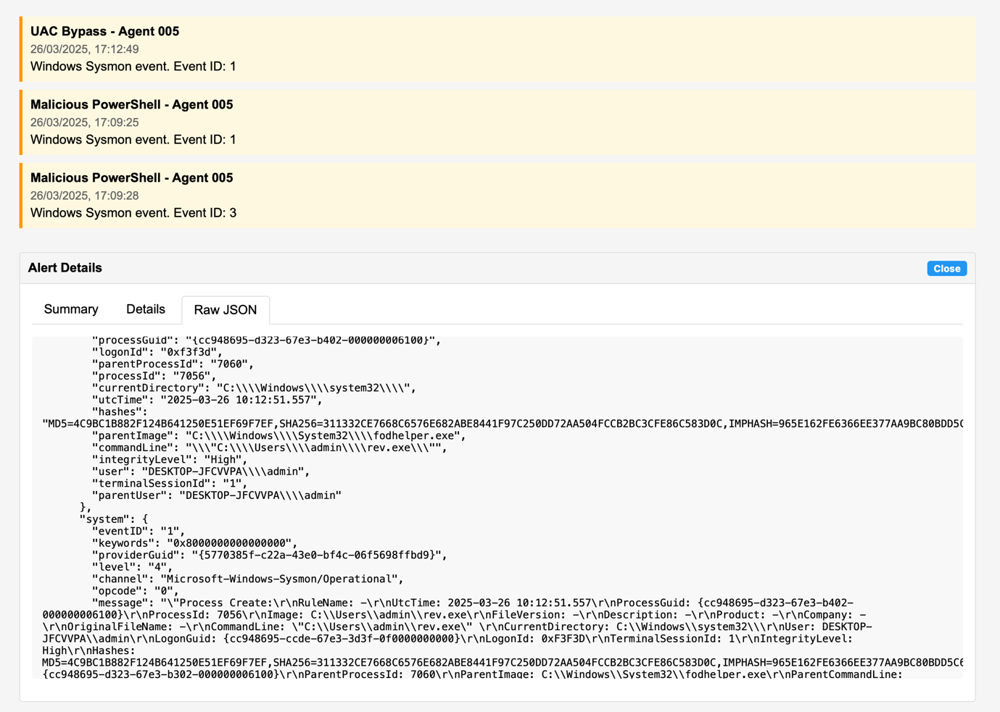 UAC Bypass - Agent 005
26/03/2025, 17:12:49
Windows Sysmon event. Event ID: 1
Malicious PowerShell - Agent 005
26/03/2025, 17:09:25
Windows Sysmon event. Event ID: 1
Malicious PowerShell - Agent 005
26/03/2025, 17:09:28
Windows Sysmon event. Event ID: 3
Alert Details
Close
Summary Details Raw JSON
"processGuid": "{cc948695-d323-67e3-b402-000000006100}",
"logonId": "0xf3f3d",
"parentProcessId": "7060",
"processId": "7056",
"currentDirectory": "C:\\\\Windows\\\\system32\\\\",
"utcTime": "2025-03-26 10:12:51.557",
"hashes":
"MD5=4C9BC1B882F124B641250E51EF69F7EF,SHA256=311332CE7668C6576E682ABE8441F97C250DD72AA504FCCB2BC3CFE86C583D0C,IMPHASH=965E162FE6366EE377AA9BC80BDD5C
"parentImage": "C:\\\\Windows\\\\System32\\\\fodhelper.exe",
"commandLine": "\\\"C:\\\\Users\\\\admin\\\\rev.exe\\\"",
"integrityLevel": "High",
"user": "DESKTOP-JFCVVPA\\\\admin",
"terminalSessionId": "1",
"parentUser": "DESKTOP-JFCVVPA\\\\admin"
},
"system": {
"eventID": "1",
"keywords": "0x8000000000000000",
"providerGuid": "{5770385f-c22a-43e0-bf4c-06f5698ffbd9}",
"level": "4",
"channel": "Microsoft-Windows-Sysmon/Operational",
"opcode": "0",
"message": "\"Process Create:\r\nRuleName: -\r\nUtcTime: 2025-03-26 10:12:51.557\r\nProcessGuid: {cc948695-d323-67e3-b402-
000000006100}\r\nProcessId: 7056\r\nImage: C:\\Users\\admin\\rev.exe\r\nFileVersion: -\r\nDescription: -\r\nProduct: -\r\nCompany: -
\r\nOriginalFileName: -\r\nCommandLine: \"C:\\Users\\admin\\rev.exe\" \r\nCurrentDirectory: C:\\Windows\\system32\\\r\nUser: DESKTOP-
JFCVVPA\\admin\r\nLogonGuid: {cc948695-ccde-67e3-3d3f-0f0000000000}\r\nLogonId: 0xF3F3D\r\nTerminalSessionId: 1\r\nIntegrityLevel:
High\r\nHashes:
MD5=4C9BC1B882F124B641250E51EF69F7EF,SHA256=311332CE7668C6576E682ABE8441F97C250DD72AA504FCCB2BC3CFE86C583D0C,IMPHASH=965E162FE6366EE377AA9BC80BDD5C6
{cc948695-d323-67e3-b302-000000006100}\r\nParentProcessId: 7060\r\nParentImage: C:\\Windows\\System32\\fodhelper.exe\r\nParentCommandLine: